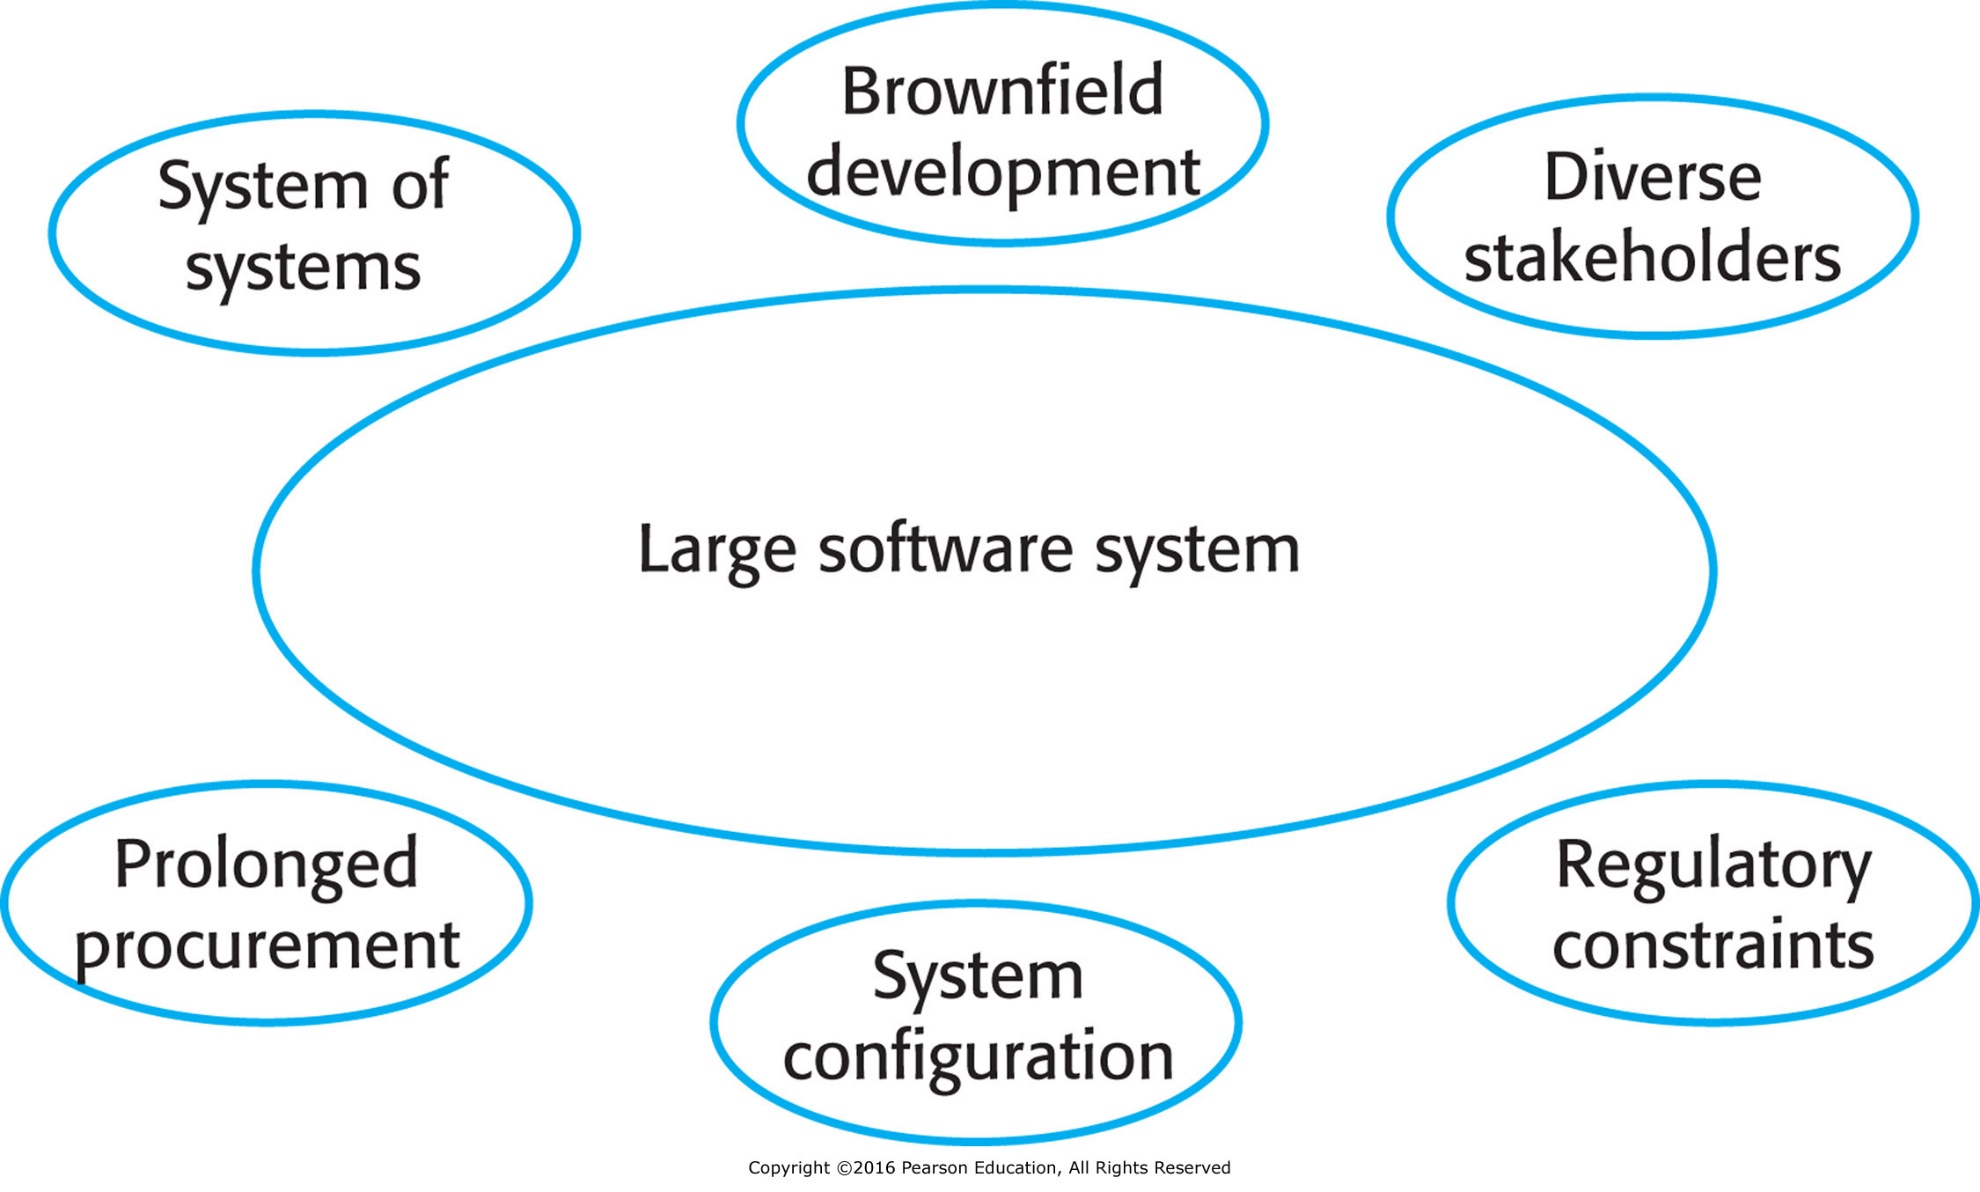 Brownfield
development
System of
systems
Diverse
stakeholders
Large software system
Prolonged
procurement
System
configuration
Regulatory
constraints
Copyright ©2016 Pearson Education, All Rights Reserved